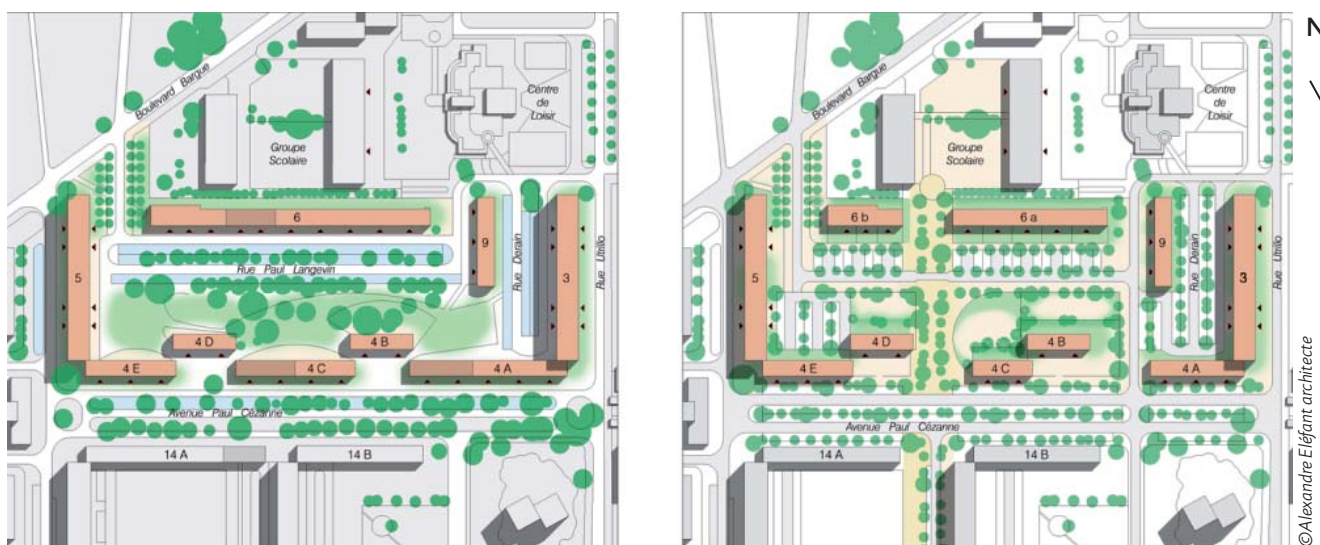 Boulevard Bargue
Centre
de
Loisir
Groupe
Scolaire
6
9
5
3
Rue Paul Langevin
Rue Derain
Rue Utrillo
4 D
4 B
4 E
4 C
4 A
Avenue Paul Cézanne
14 A
14 B
Boulevard Bargue
Centre
de
Loisir
Groupe
Scolaire
6 b
6 a
9
5
3
Rue Derain
Rue Utrillo
4 D
4 B
4 E
4 C
4 A
Avenue Paul Cézanne
14 A
14 B
N
©Alexandre Eléfant architecte